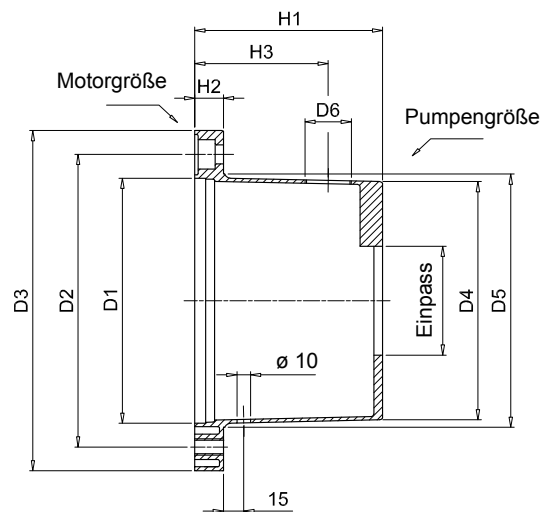 H1
H3
Motorgröße
H2
D6
Pumpengröße
D3
D2
D1
Einpass
D4
D5
ø 10
15